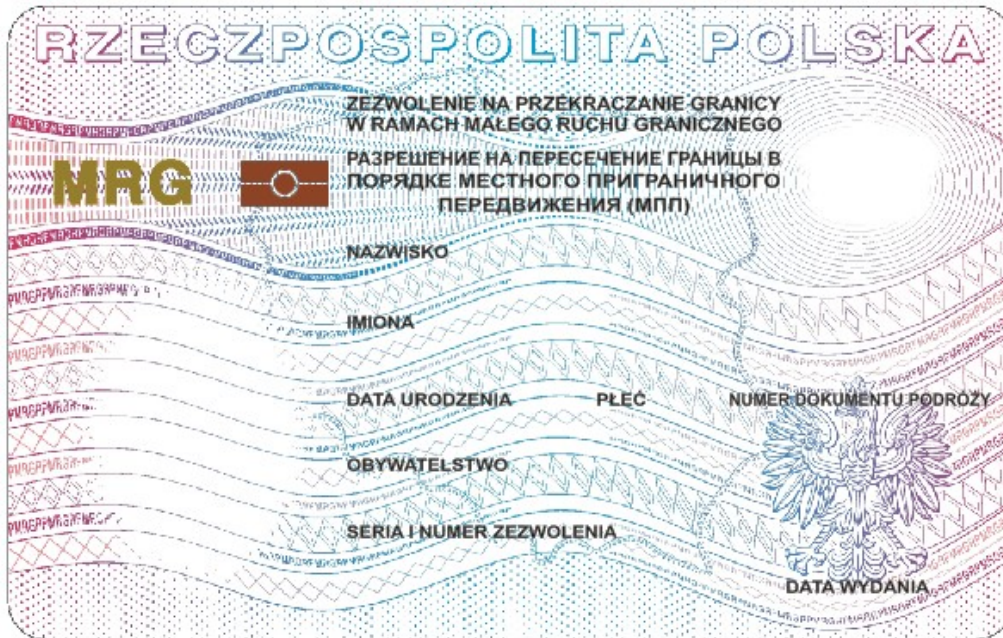 RZECZPOSPOLITA POLSKA
ZEZWOLENIE NA PRZEKRACZANIE GRANICY
W RAMACH MAŁEGO RUCHU GRANICZNEGO
MRG
РАЗРЕШЕНИЕ НА ПЕРЕСЕЧЕНИЕ ГРАНИЦЫ В
ПОРЯДКЕ МЕСТНОГО ПРИГРАНИЧНОГО
ПЕРЕДВИЖЕНИЯ (МПП)
NAZWISKO
IMIONA
DATA URODZENIA PŁEĆ NUMER DOKUMENTU PODRÓŻY
OBYWATELSTWO
SERIA I NUMER ZEZWOLENIA
DATA WYDANIA